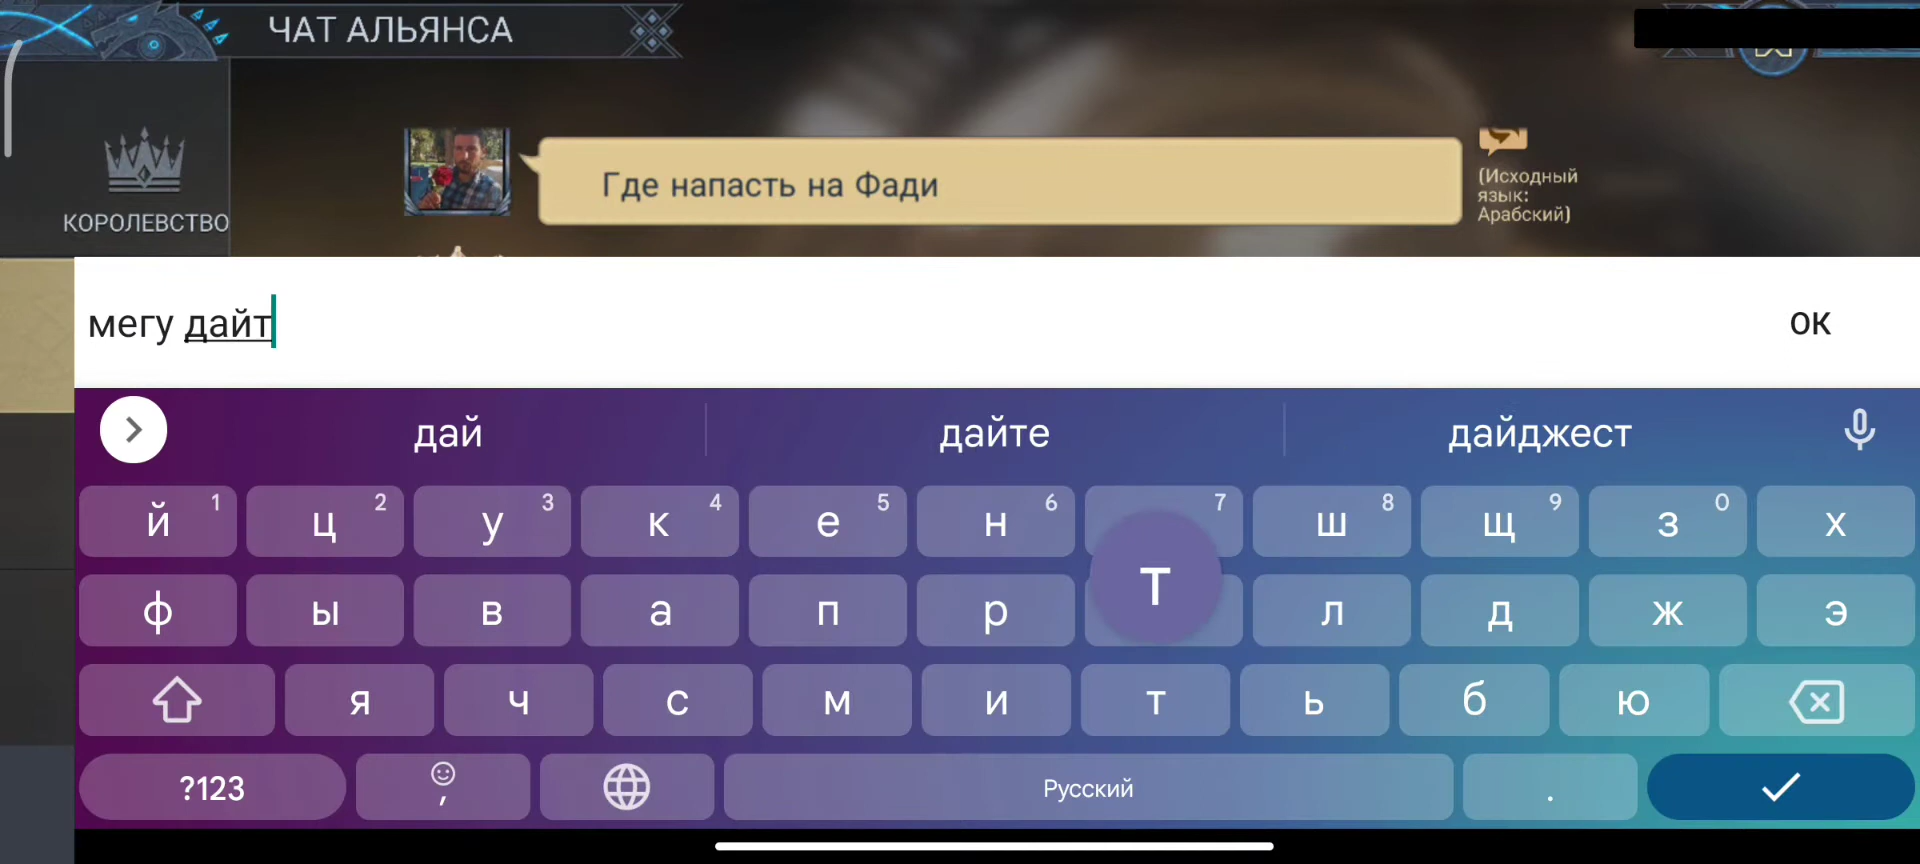 ЧАТ АЛЬЯНСА
КОРОЛЕВСТВО
Где напасть на Фади
(Исходный
язык:
Арабский)
мегу дайт
ОК
дай дайте дайджест
й 1 ц 2 у 3 к 4 е 5 н 6 7 ш 8 щ 9 з 0 х
ф ы в а п р т л д ж э
я ч с м и т ь б ю
?123 , Русский .